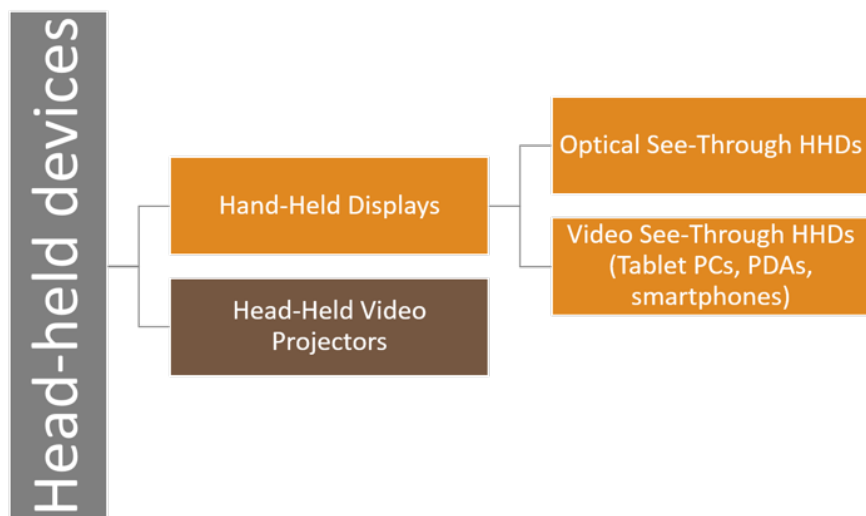 Head-held devices
Hand-Held Displays
Head-Held Video
Projectors
Optical See-Through HHDs
Video See-Through HHDs
(Tablet PCs, PDAs,
smartphones)